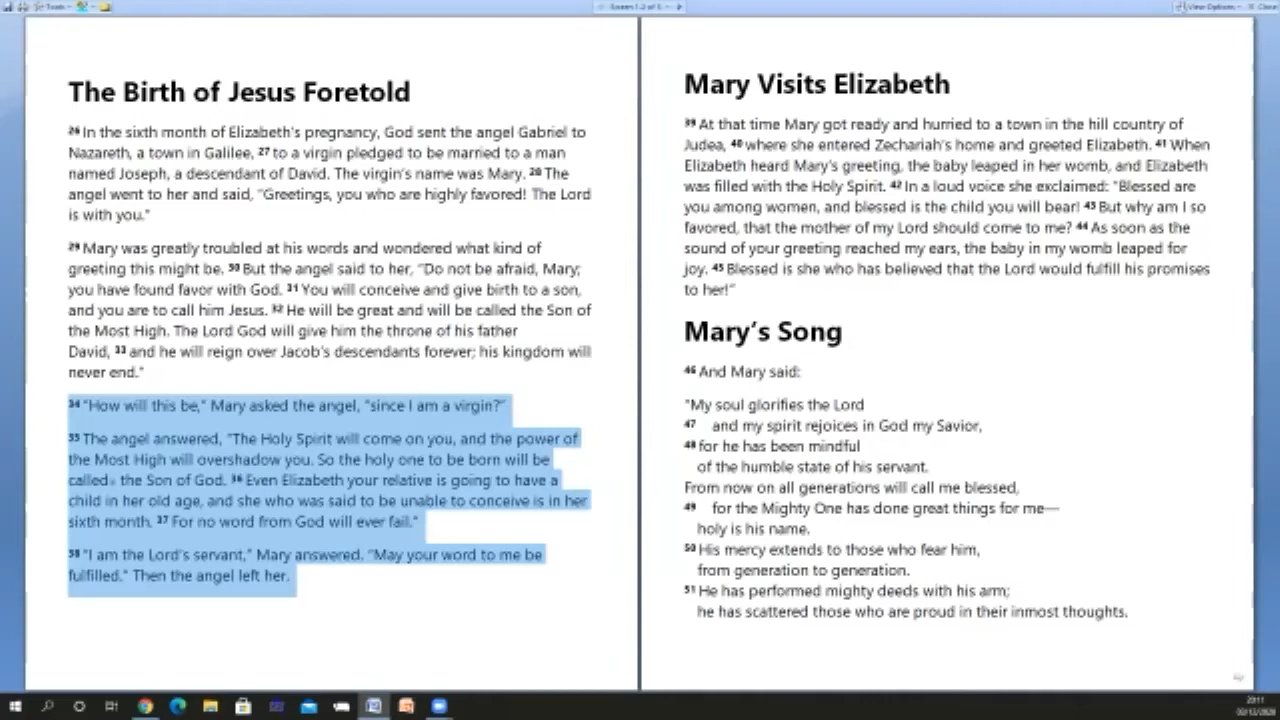 Tools
Screen 1-2 of 5
View Options
Close
The Birth of Jesus Foretold
26 In the sixth month of Elizabeth's pregnancy, God sent the angel Gabriel to
Nazareth, a town in Galilee, 27 to a virgin pledged to be married to a man
named Joseph, a descendant of David. The virgin's name was Mary. 28 The
angel went to her and said, "Greetings, you who are highly favored! The Lord
is with you."
29 Mary was greatly troubled at his words and wondered what kind of
greeting this might be. 30 But the angel said to her, "Do not be afraid, Mary;
you have found favor with God. 31 You will conceive and give birth to a son,
and you are to call him Jesus. 32 He will be great and will be called the Son of
the Most High. The Lord God will give him the throne of his father
David, 33 and he will reign over Jacob's descendants forever; his kingdom will
never end."
34 "How will this be," Mary asked the angel, "since I am a virgin?"
35 The angel answered, "The Holy Spirit will come on you, and the power of
the Most High will overshadow you. So the holy one to be born will be
called the Son of God. 36 Even Elizabeth your relative is going to have a
child in her old age, and she who was said to be unable to conceive is in her
sixth month. 37 For no word from God will ever fail."
38 "I am the Lord's servant," Mary answered. "May your word to me be
fulfilled." Then the angel left her.
Mary Visits Elizabeth
39 At that time Mary got ready and hurried to a town in the hill country of
Judea, 40 where she entered Zechariah's home and greeted Elizabeth. 41 When
Elizabeth heard Mary's greeting, the baby leaped in her womb, and Elizabeth
was filled with the Holy Spirit. 42 In a loud voice she exclaimed: "Blessed are
you among women, and blessed is the child you will bear! 43 But why am I so
favored, that the mother of my Lord should come to me? 44 As soon as the
sound of your greeting reached my ears, the baby in my womb leaped for
joy. 45 Blessed is she who has believed that the Lord would fulfill his promises
to her!"
Mary's Song
46 And Mary said:
"My soul glorifies the Lord
47 and my spirit rejoices in God my Savior,
48 for he has been mindful
of the humble state of his servant.
From now on all generations will call me blessed,
49 for the Mighty One has done great things for me—
holy is his name.
50 His mercy extends to those who fear him,
from generation to generation.
51 He has performed mighty deeds with his arm;
he has scattered those who are proud in their inmost thoughts.
20:11